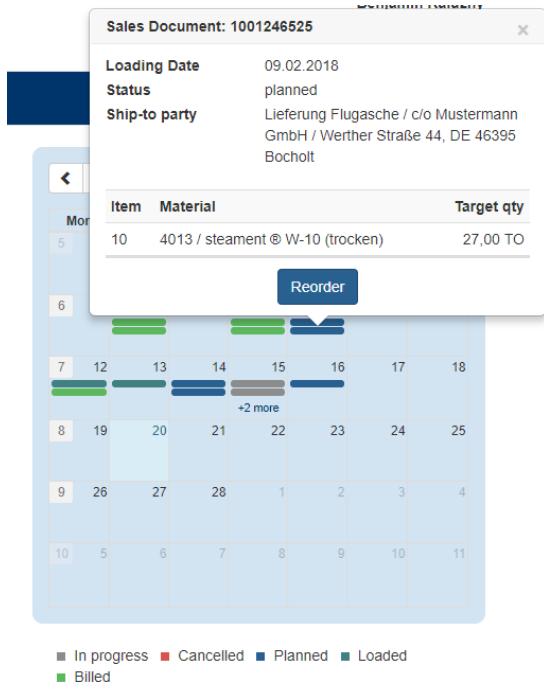 Sales Document: 1001246525 ×
Loading Date 09.02.2018
Status planned
Ship-to party Lieferung Flugasche / c/o Mustermann
GmbH / Werther Straße 44, DE 46395
Bocholt
Item Material Target qty
10 4013 / steament ® W-10 (trocken) 27,00 TO
Reorder
5
6
7 12 13 14 15 16 17 18
+2 more
8 19 20 21 22 23 24 25
9 26 27 28 1 2 3 4
10 5 6 7 8 9 10 11
In progress Cancelled Planned Loaded
Billed